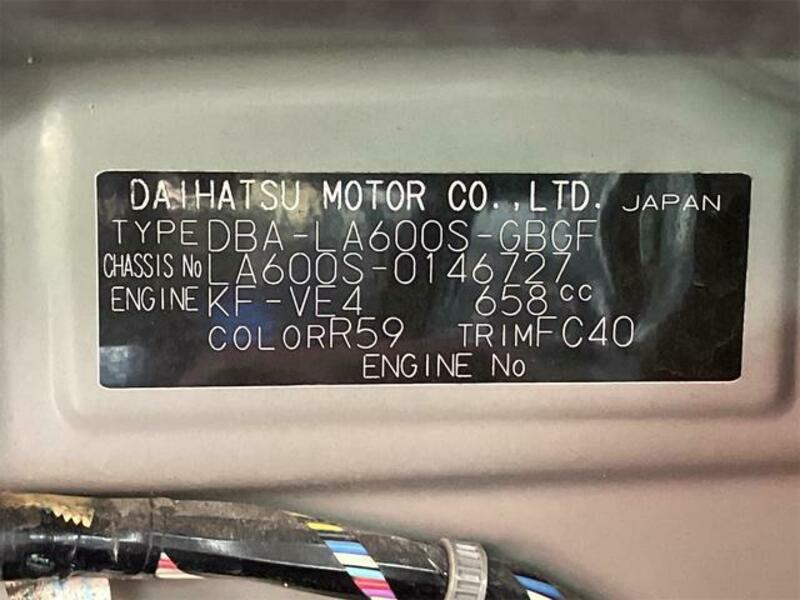 DAIHATSU MOTOR CO.,LTD. JAPAN
TYPE DBA-LA600S-GBGF
CHASSIS No LA600S-0146727
ENGINE KF-VE4 658cc
COLOR R59 TRIM FC40
ENGINE No